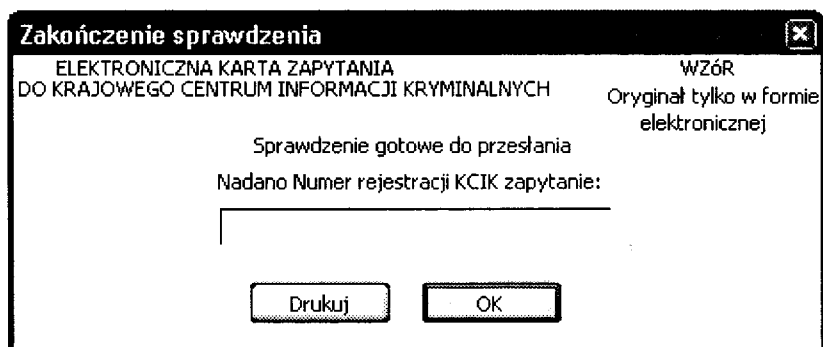 Zakończenie sprawdzenia
ELEKTRONICZNA KARTA ZAPYTANIA
DO KRAJOWEGO CENTRUM INFORMACJI KRYMINALNYCH
WZóR
Oryginał tylko w formie
elektronicznej
Sprawdzenie gotowe do przesłania
Nadano Numer rejestracji KCIK zapytanie:
Drukuj
OK